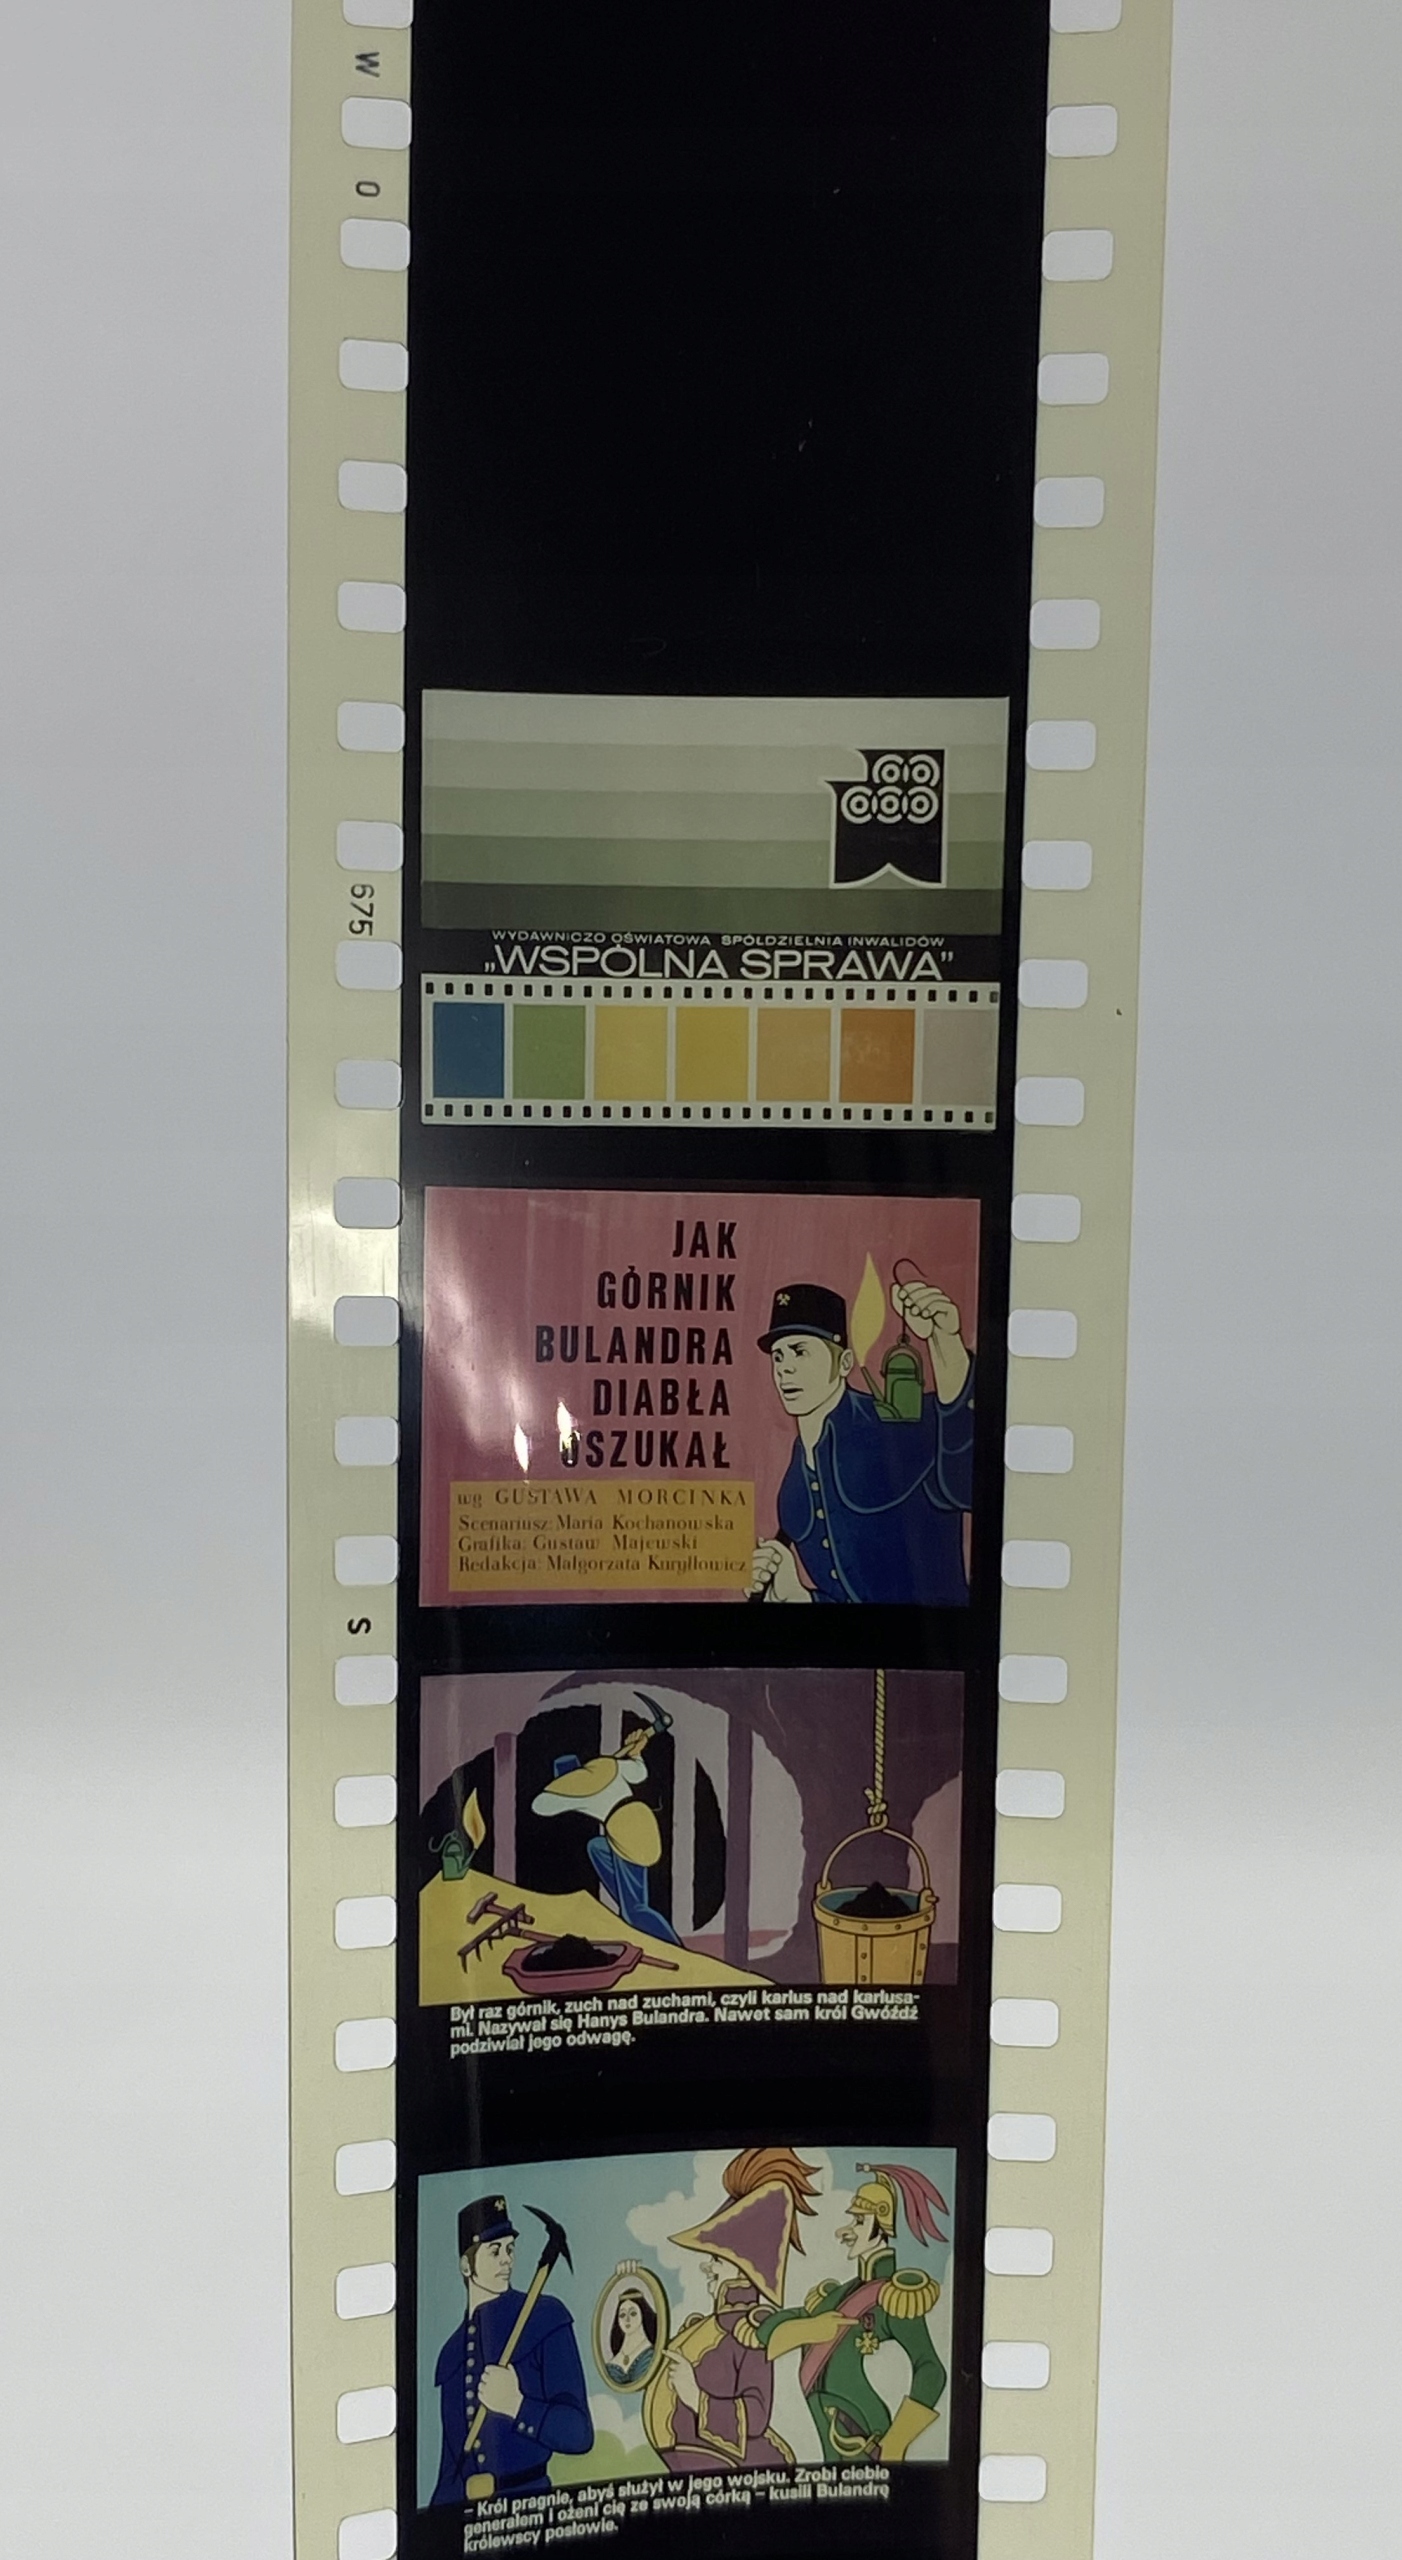 W
O
675
WYDAWNICZO OŚWIATOWA SPÓŁDZIELNIA INWALIDÓW
„WSPÓLNA SPRAWA”
JAK
GÓRNIK
BULANDRA
DIABŁA
OSZUKAŁ
wg GUSTAWA MORCINKA
Scenariusz: Maria Kochanowska
Grafika: Gustaw Majewski
Redakcja: Małgorzata Kuryłłowicz
S
Był raz górnik, zuch nad zuchami, czyli karlus nad karlusa-
mi. Nazywał się Hanys Bulandra. Nawet sam król Gwóźdź
podziwiał jego odwagę.
– Król pragnie, abyś służył w jego wojsku. Zrobi ciebie
generałem i ożeni cię ze swoją córką – kusili Bulandrę
królewscy posłowie.